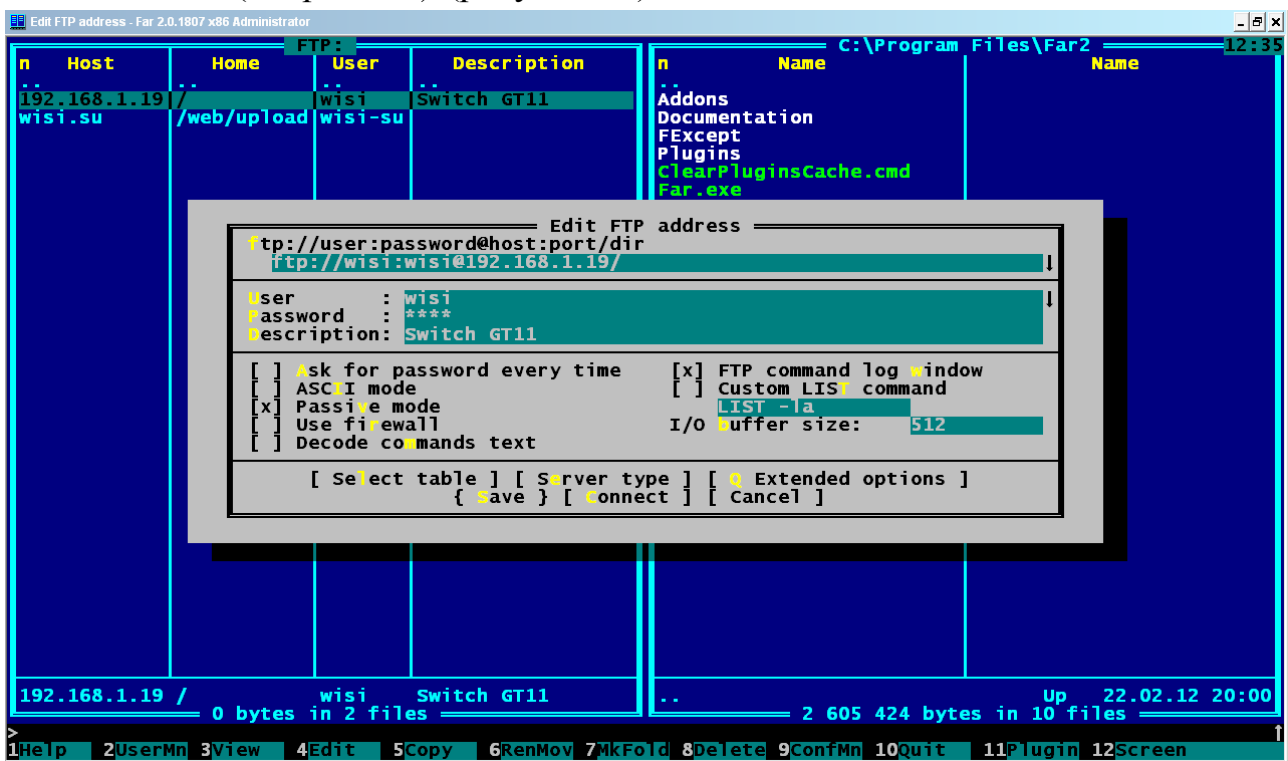 Edit FTP address - Far 2.0.1807 x86 Administrator
FTP:
C:\Program Files\Far2
12:35
n Host Home User Description
n Name Name
.. .. .. ..
..
192.168.1.19 / wisi Switch GT11
wisi.su /web/upload wisi-su
Addons
Documentation
FExcept
Plugins
ClearPluginsCache.cmd
Far.exe
Edit FTP address
ftp://user:password@host:port/dir
ftp://wisi:wisi@192.168.1.19/
User : wisi
Password : ****
Description: Switch GT11
[ ] Ask for password every time [x] FTP command log window
[ ] ASCII mode [ ] Custom LIST command
[x] Passive mode LIST -la
[ ] Use firewall I/O buffer size: 512
[ ] Decode commands text
[ Select table ] [ Server type ] [ Q Extended options ]
{ Save } [ Connect ] [ Cancel ]
192.168.1.19 / wisi Switch GT11
.. Up 22.02.12 20:00
0 bytes in 2 files
2 605 424 bytes in 10 files
>
1Help 2UserMn 3View 4Edit 5Copy 6RenMov 7MkFold 8Delete 9ConfMn 10Quit 11Plugin 12Screen